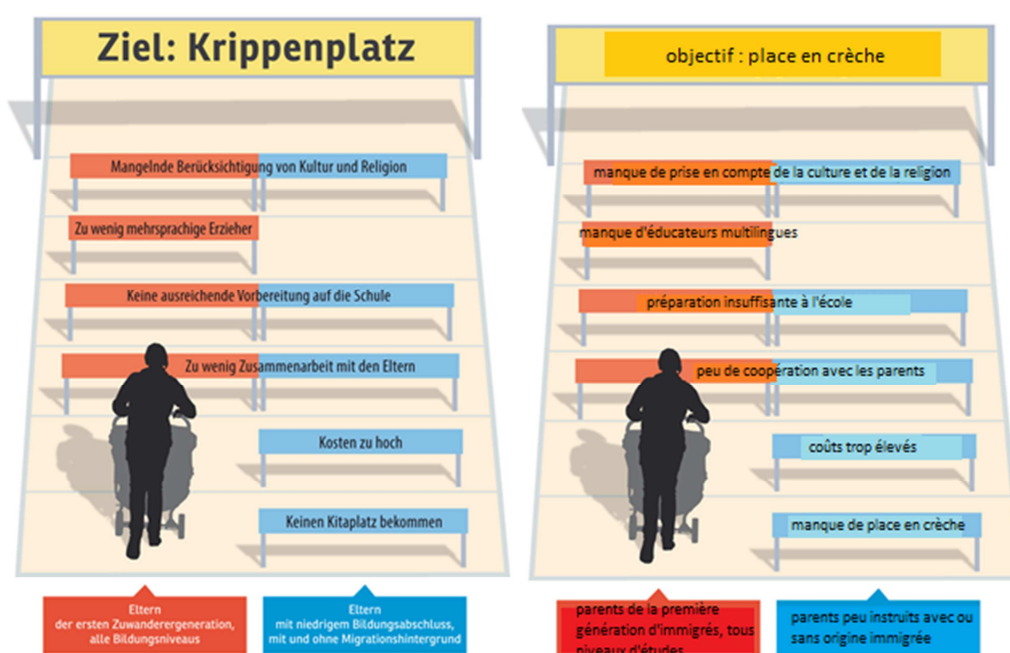 Ziel: Krippenplatz
Mangelnde Berücksichtigung von Kultur und Religion
Zu wenig mehrsprachige Erzieher
Keine ausreichende Vorbereitung auf die Schule
Zu wenig Zusammenarbeit mit den Eltern
Kosten zu hoch
Keinen Kitaplatz bekommen
Eltern
der ersten Zuwanderergeneration,
alle Bildungsniveaus
Eltern
mit niedrigem Bildungsabschluss,
mit und ohne Migrationshintergrund
objectif : place en crèche
manque de prise en compte de la culture et de la religion
manque d'éducateurs multilingues
préparation insuffisante à l'école
peu de coopération avec les parents
coûts trop élevés
manque de place en crèche
parents de la première
génération d'immigrés, tous
niveaux d'études
parents peu instruits avec ou
sans origine immigrée